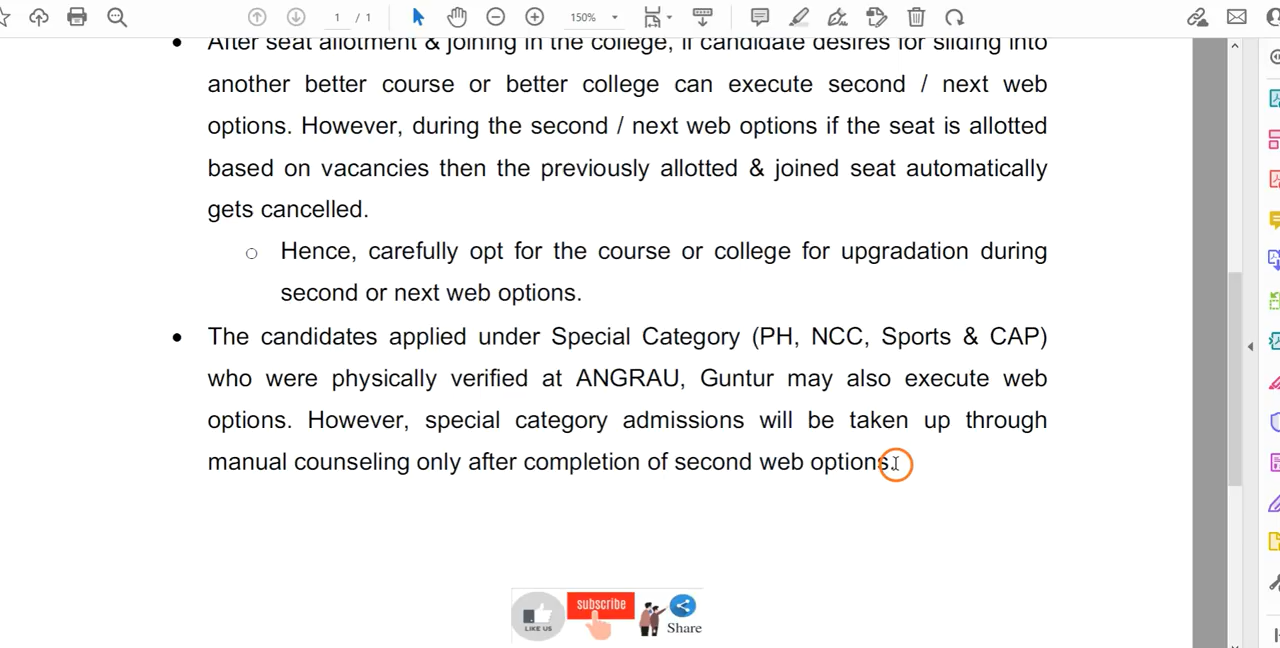 1 / 1
150%
• After seat allotment & joining in the college, if candidate desires for sliding into
another better course or better college can execute second / next web
options. However, during the second / next web options if the seat is allotted
based on vacancies then the previously allotted & joined seat automatically
gets cancelled.
○ Hence, carefully opt for the course or college for upgradation during
second or next web options.
• The candidates applied under Special Category (PH, NCC, Sports & CAP)
who were physically verified at ANGRAU, Guntur may also execute web
options. However, special category admissions will be taken up through
manual counseling only after completion of second web options.
LIKE US
subscribe
Share